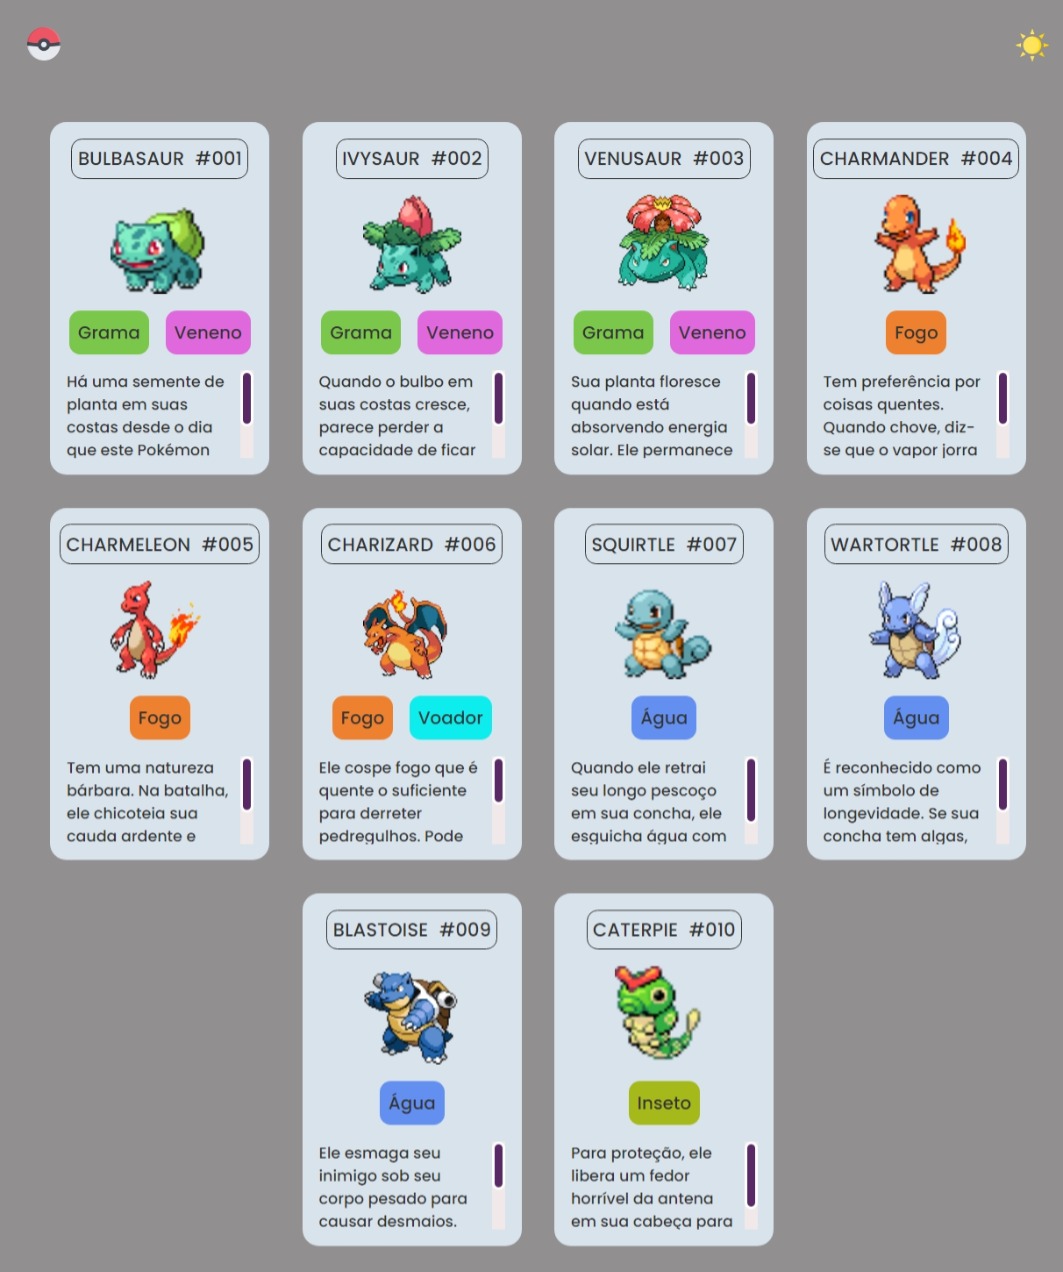 BULBASAUR #001
Grama Veneno
Há uma semente de
planta em suas
costas desde o dia
que este Pokémon
IVYSAUR #002
Grama Veneno
Quando o bulbo em
suas costas cresce,
parece perder a
capacidade de ficar
VENUSAUR #003
Grama Veneno
Sua planta floresce
quando está
absorvendo energia
solar. Ele permanece
CHARMANDER #004
Fogo
Tem preferência por
coisas quentes.
Quando chove, diz-
se que o vapor jorra
CHARMELEON #005
Fogo
Tem uma natureza
bárbara. Na batalha,
ele chicoteia sua
cauda ardente e
CHARIZARD #006
Fogo Voador
Ele cospe fogo que é
quente o suficiente
para derreter
pedregulhos. Pode
SQUIRTLE #007
Água
Quando ele retrai
seu longo pescoço
em sua concha, ele
esguicha água com
WARTORTLE #008
Água
É reconhecido como
um símbolo de
longevidade. Se sua
concha tem algas,
BLASTOISE #009
Água
Ele esmaga seu
inimigo sob seu
corpo pesado para
causar desmaios.
CATERPIE #010
Inseto
Para proteção, ele
libera um fedor
horrível da antena
em sua cabeça para